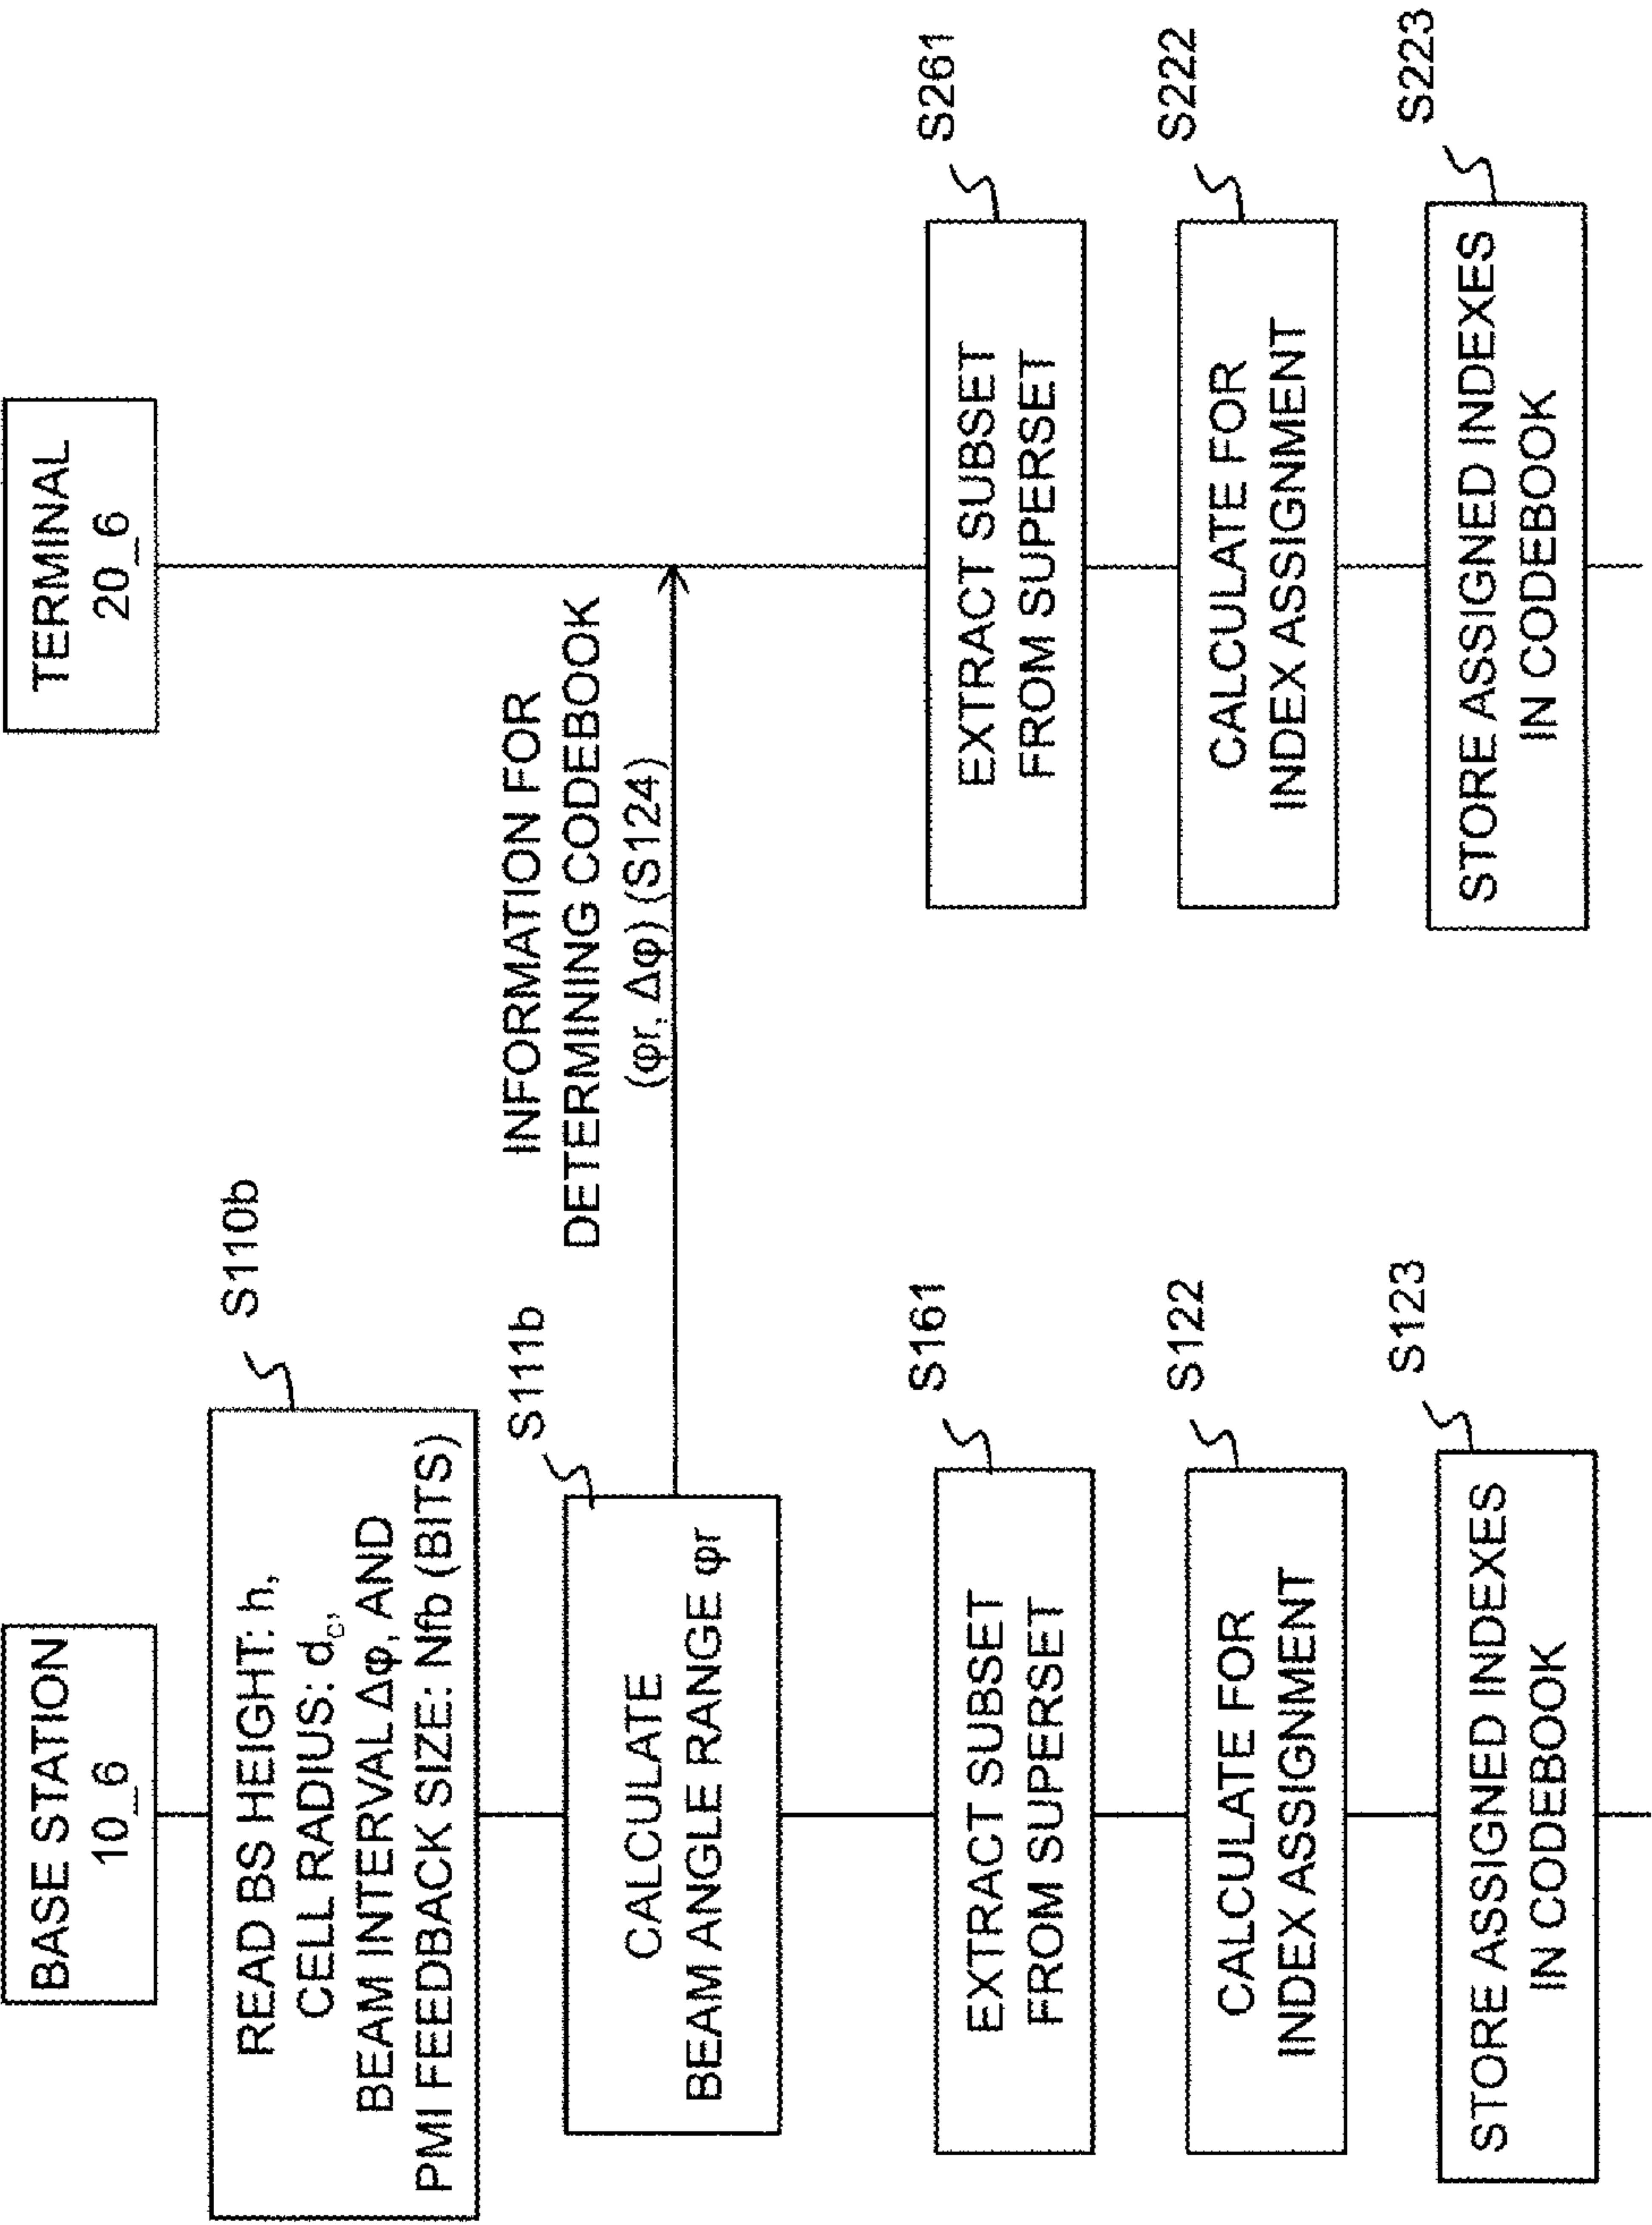 BASE STATION
10_6
TERMINAL
20_6
S110b
READ BS HEIGHT: h,
CELL RADIUS: dc,
BEAM INTERVAL Δφ, AND
PMI FEEDBACK SIZE: Nfb (BITS)
S111b
CALCULATE
BEAM ANGLE RANGE φr
INFORMATION FOR
DETERMINING CODEBOOK
(φr, Δφ) (S124)
S161
EXTRACT SUBSET
FROM SUPERSET
S261
EXTRACT SUBSET
FROM SUPERSET
S122
CALCULATE FOR
INDEX ASSIGNMENT
S222
CALCULATE FOR
INDEX ASSIGNMENT
S123
STORE ASSIGNED INDEXES
IN CODEBOOK
S223
STORE ASSIGNED INDEXES
IN CODEBOOK